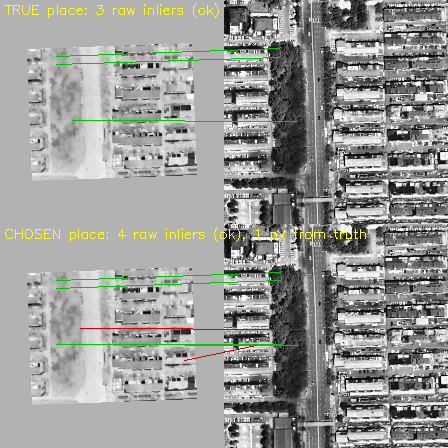 TRUE place: 3 raw inliers (ok)
CHOSEN place: 4 raw inliers (ok), 1 px from truth